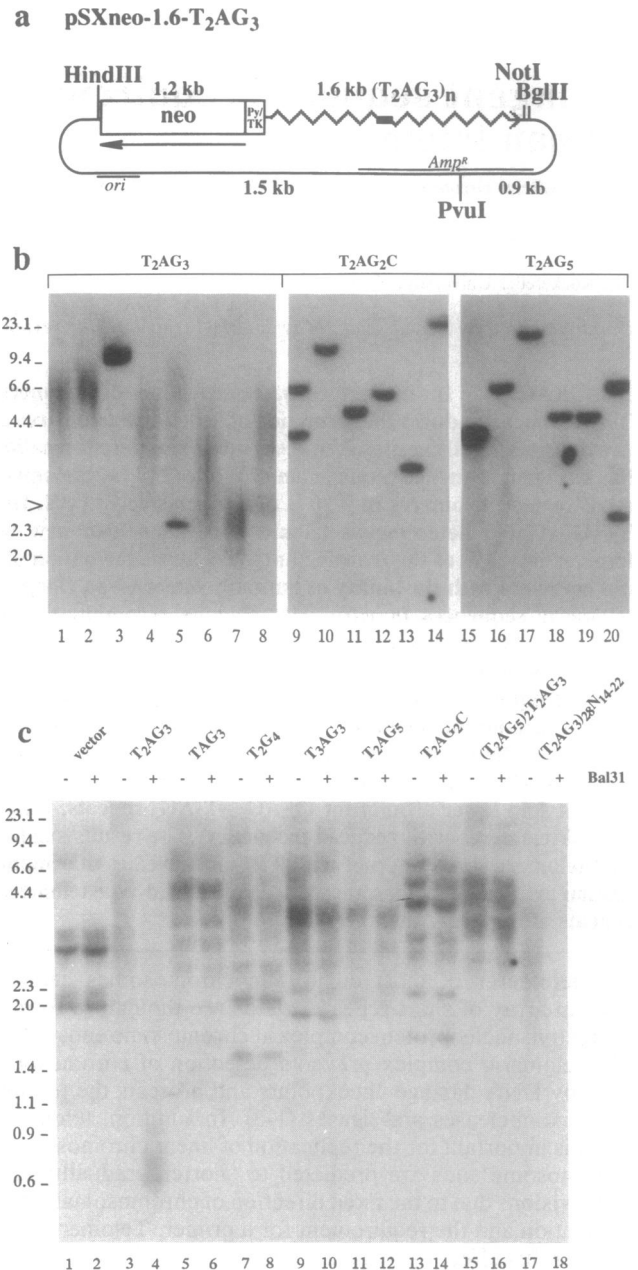 a pSXneo-1.6-T₂AG₃
HindIII
1.2 kb
neo
Py/
TK
1.6 kb (T₂AG₃)n
NotI
BglII
ori
1.5 kb
Ampᴿ
0.9 kb
PvuI
b
T₂AG₃ T₂AG₂C T₂AG₅
23.1
9.4
6.6
4.4
>
2.3
2.0
1 2 3 4 5 6 7 8 9 10 11 12 13 14 15 16 17 18 19 20
c
vector T₂AG₃ TAG₃ T₂G₄ T₃AG₃ T₂AG₅ T₂AG₂C (T₂AG₅)₂T₂AG₃ (T₂AG₃)₂₈N₁₄₋₂₂
- + - + - + - + - + - + - + - + - + Bal31
23.1
9.4
6.6
4.4
2.3
2.0
1.4
1.1
0.9
0.6
1 2 3 4 5 6 7 8 9 10 11 12 13 14 15 16 17 18